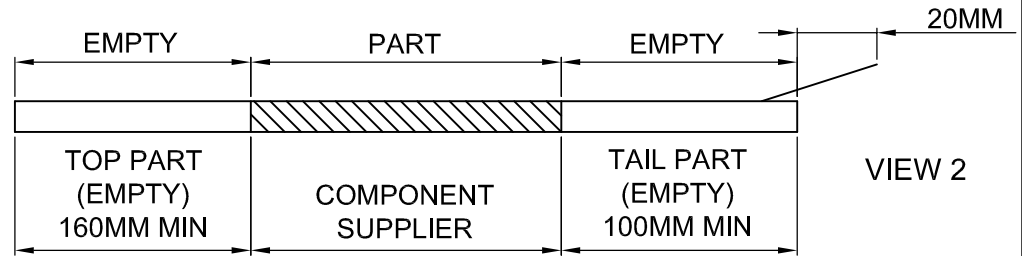 20MM
EMPTY
PART
EMPTY
TOP PART
(EMPTY)
160MM MIN
COMPONENT
SUPPLIER
TAIL PART
(EMPTY)
100MM MIN
VIEW 2